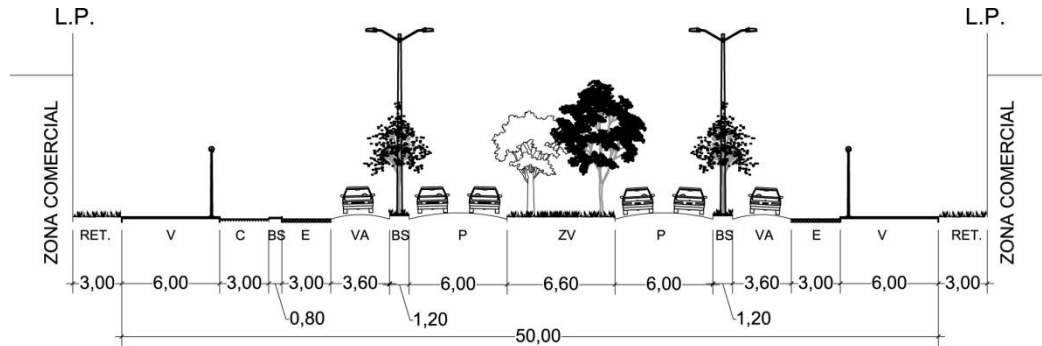 L.P. L.P.
ZONA COMERCIAL ZONA COMERCIAL
RET. V C BS E VA BS P ZV P BS VA E V RET.
3,00 6,00 3,00 3,00 3,60 6,00 6,60 6,00 3,60 3,00 6,00 3,00
0,80 1,20 1,20
50,00